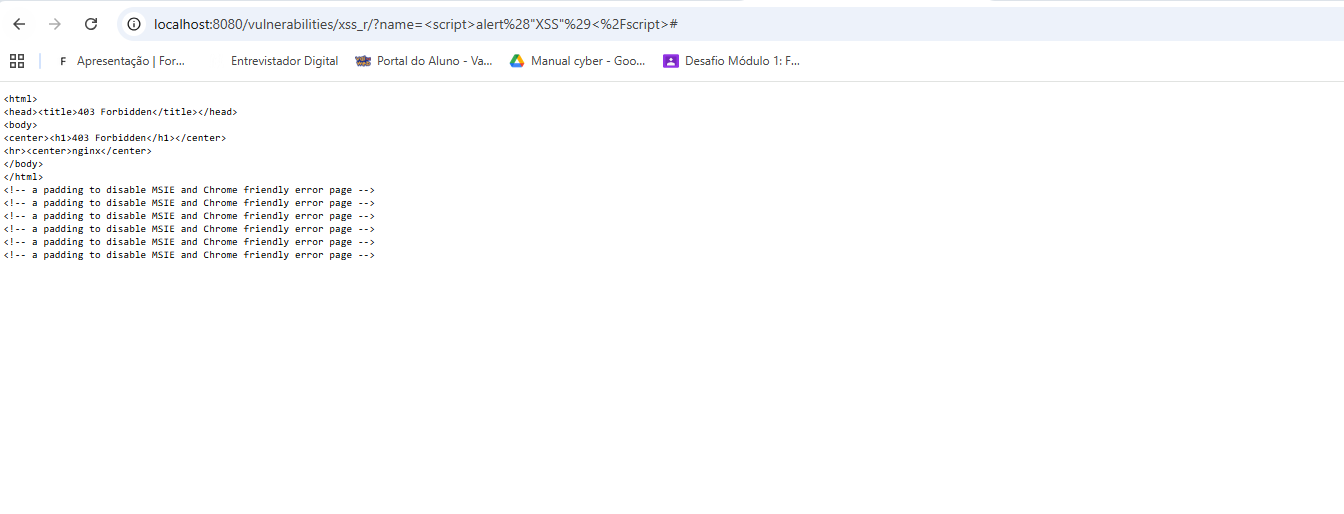 localhost:8080/vulnerabilities/xss_r/?name=<script>alert%28"XSS"%29<%2Fscript>#
F Apresentação | For... Entrevistador Digital Portal do Aluno - Va... Manual cyber - Goo... Desafio Módulo 1: F...
<html>
<head><title>403 Forbidden</title></head>
<body>
<center><h1>403 Forbidden</h1></center>
<hr><center>nginx</center>
</body>
</html>
<!-- a padding to disable MSIE and Chrome friendly error page -->
<!-- a padding to disable MSIE and Chrome friendly error page -->
<!-- a padding to disable MSIE and Chrome friendly error page -->
<!-- a padding to disable MSIE and Chrome friendly error page -->
<!-- a padding to disable MSIE and Chrome friendly error page -->
<!-- a padding to disable MSIE and Chrome friendly error page -->